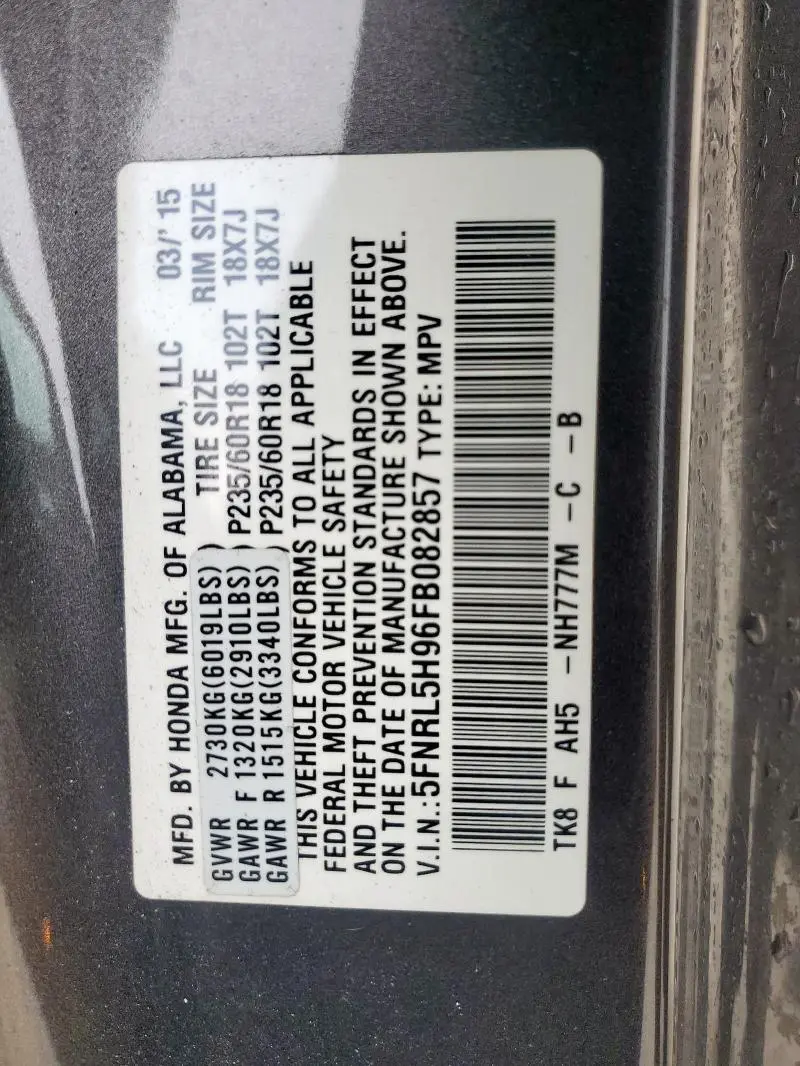 MFD. BY HONDA MFG. OF ALABAMA, LLC 03/' 15
TIRE SIZE RIM SIZE
GVWR 2730KG(6019LBS)
GAWR F 1320KG(2910LBS) P235/60R18 102T 18X7J
GAWR R 1515KG(3340LBS) P235/60R18 102T 18X7J
THIS VEHICLE CONFORMS TO ALL APPLICABLE
FEDERAL MOTOR VEHICLE SAFETY
AND THEFT PREVENTION STANDARDS IN EFFECT
ON THE DATE OF MANUFACTURE SHOWN ABOVE.
V.I.N.:5FNRL5H96FB082857 TYPE: MPV
TK8 F AH5 -NH777M -C -B